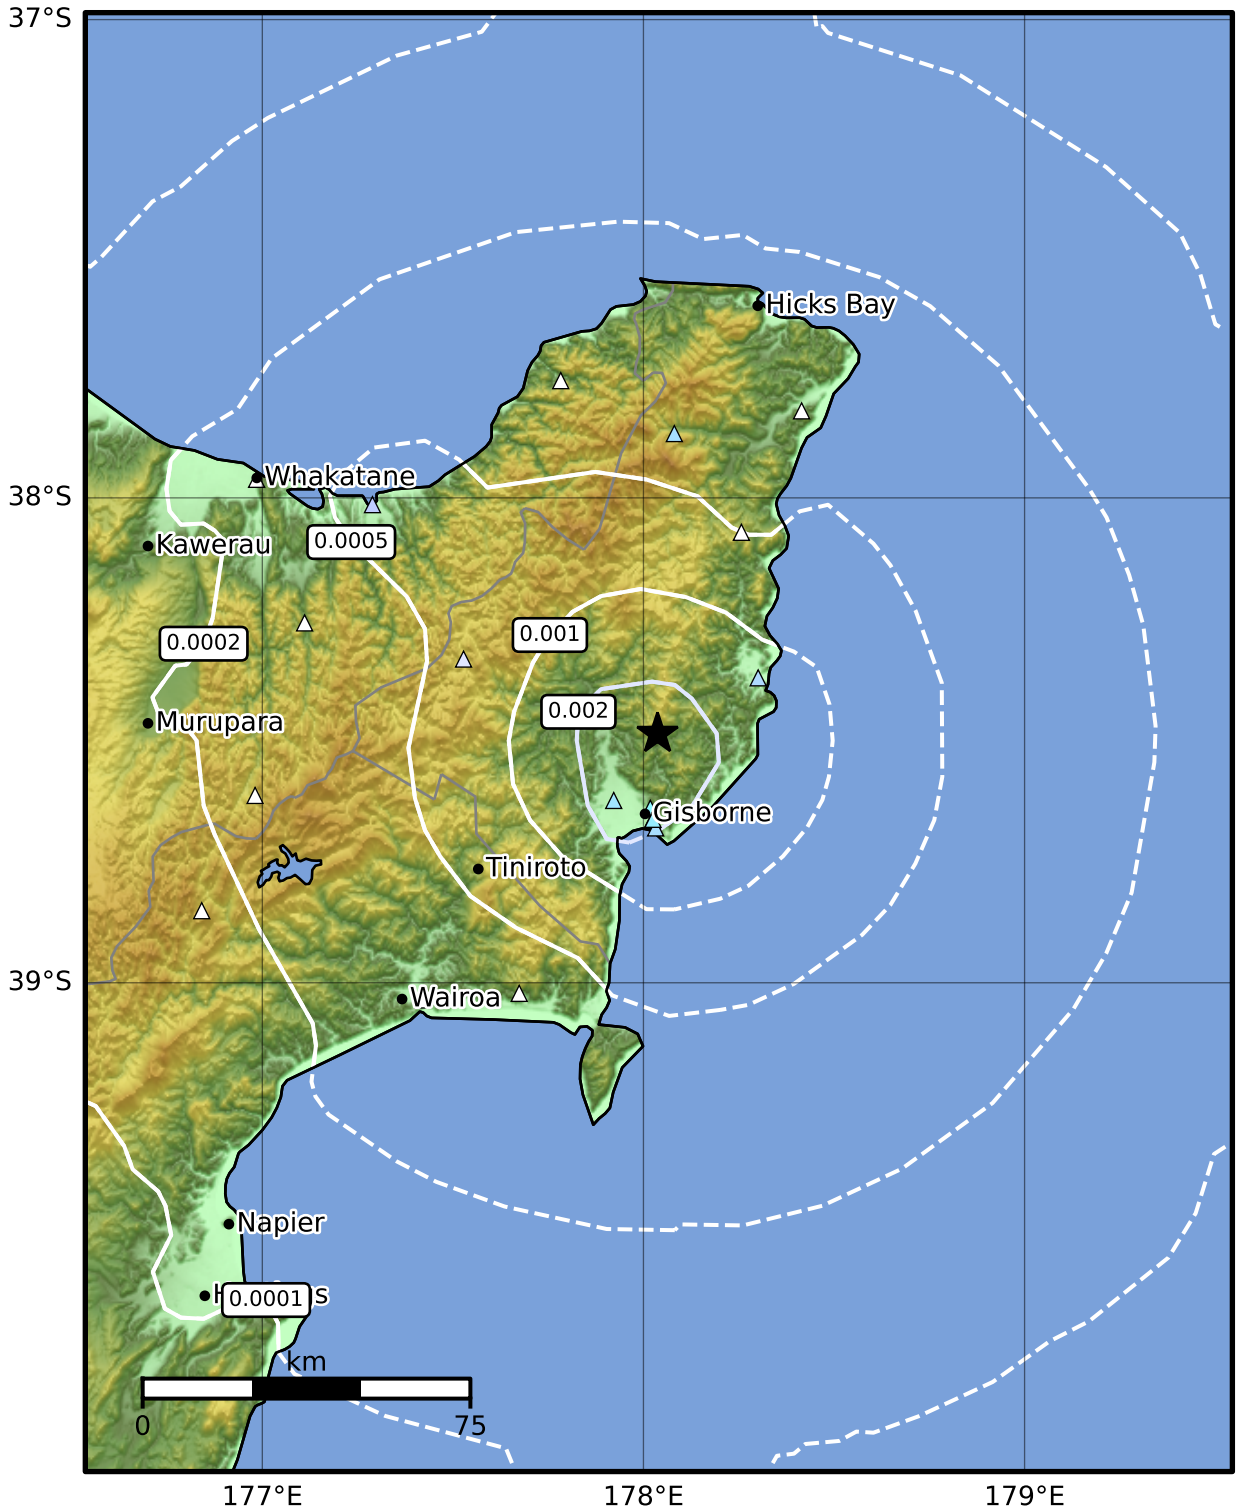 37°S
Hicks Bay
Whakatane
38°S
0.0005
Kawerau
0.001
0.0002
0.002
Murupara
Gisborne
Tiniroto
39°S
Wairoa
Napier
0.0001
km
0
75
177°E
178°E
179°E